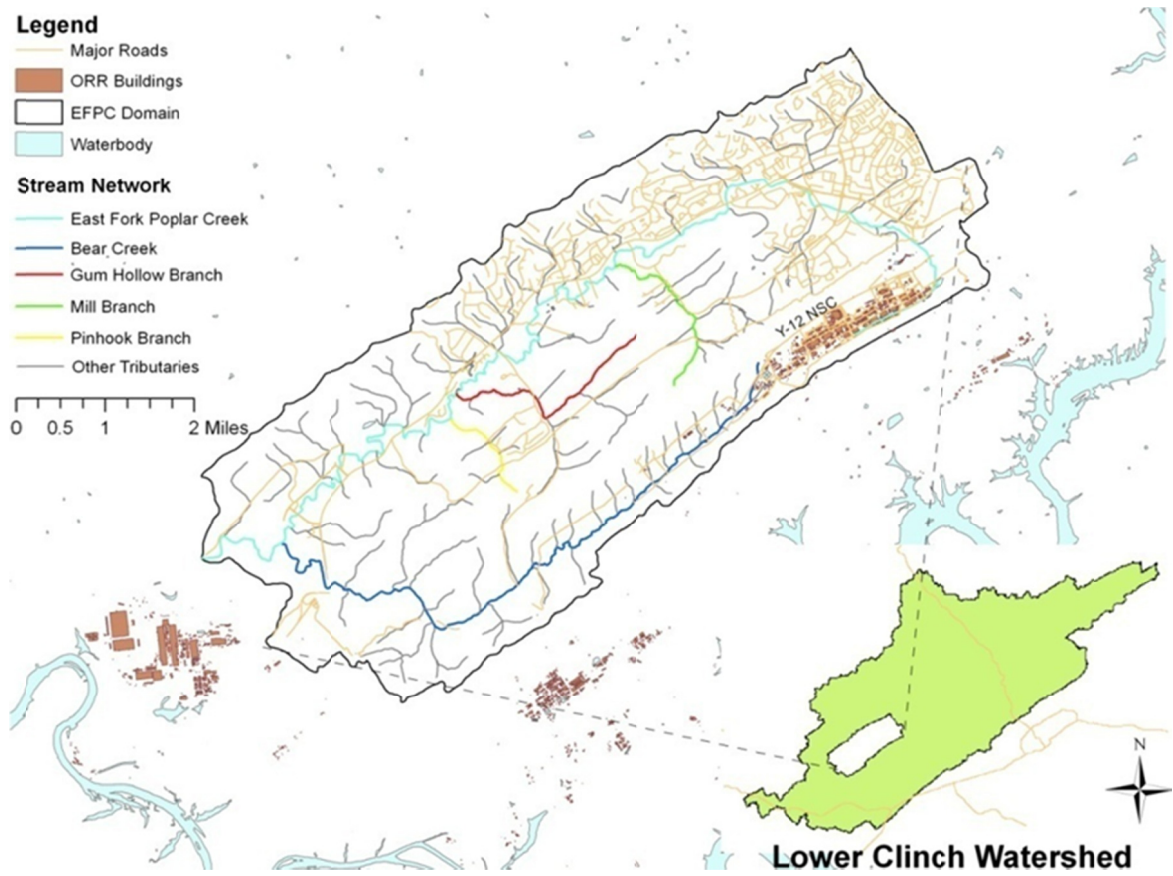 Legend
Major Roads
ORR Buildings
EFPC Domain
Waterbody
Stream Network
East Fork Poplar Creek
Bear Creek
Gum Hollow Branch
Mill Branch
Pinhook Branch
Other Tributaries
0 0.5 1 2 Miles
Y-12 NSC
N
Lower Clinch Watershed